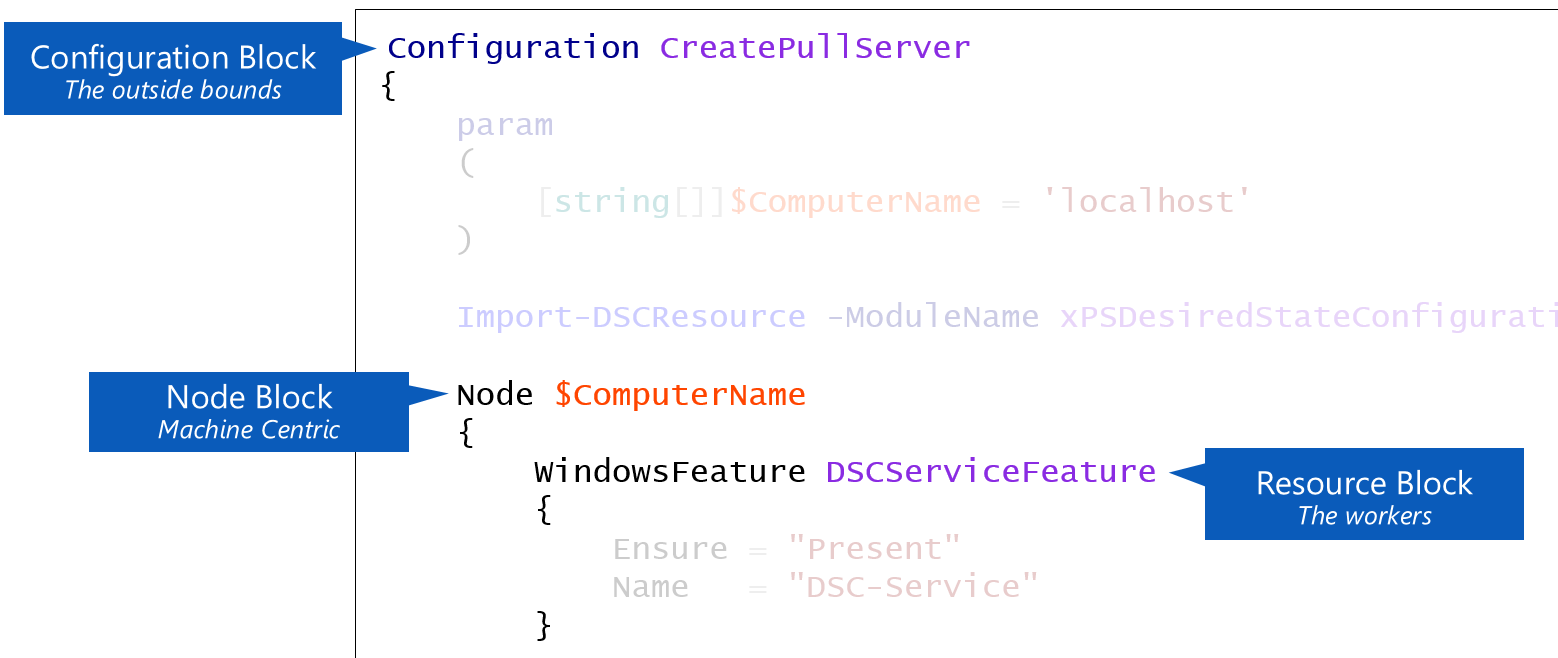 Configuration Block
The outside bounds
Configuration CreatePullServer
{
param
(
[string[]]$ComputerName = 'localhost'
)
Import-DSCResource -ModuleName xPSDesiredStateConfigurati
Node Block
Machine Centric
Node $ComputerName
{
WindowsFeature DSCServiceFeature
Resource Block
The workers
{
Ensure = "Present"
Name = "DSC-Service"
}